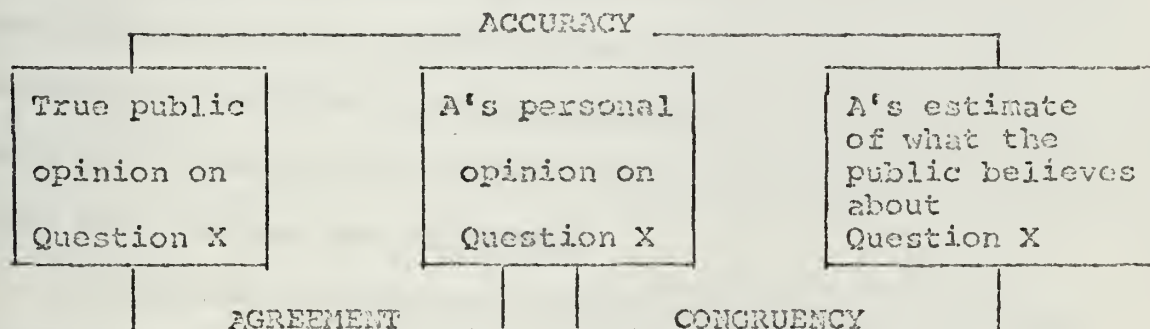 ACCURACY
True public
opinion on
Question X
A's personal
opinion on
Question X
A's estimate
of what the
public believes
about
Question X
AGREEMENT
CONGRUENCY